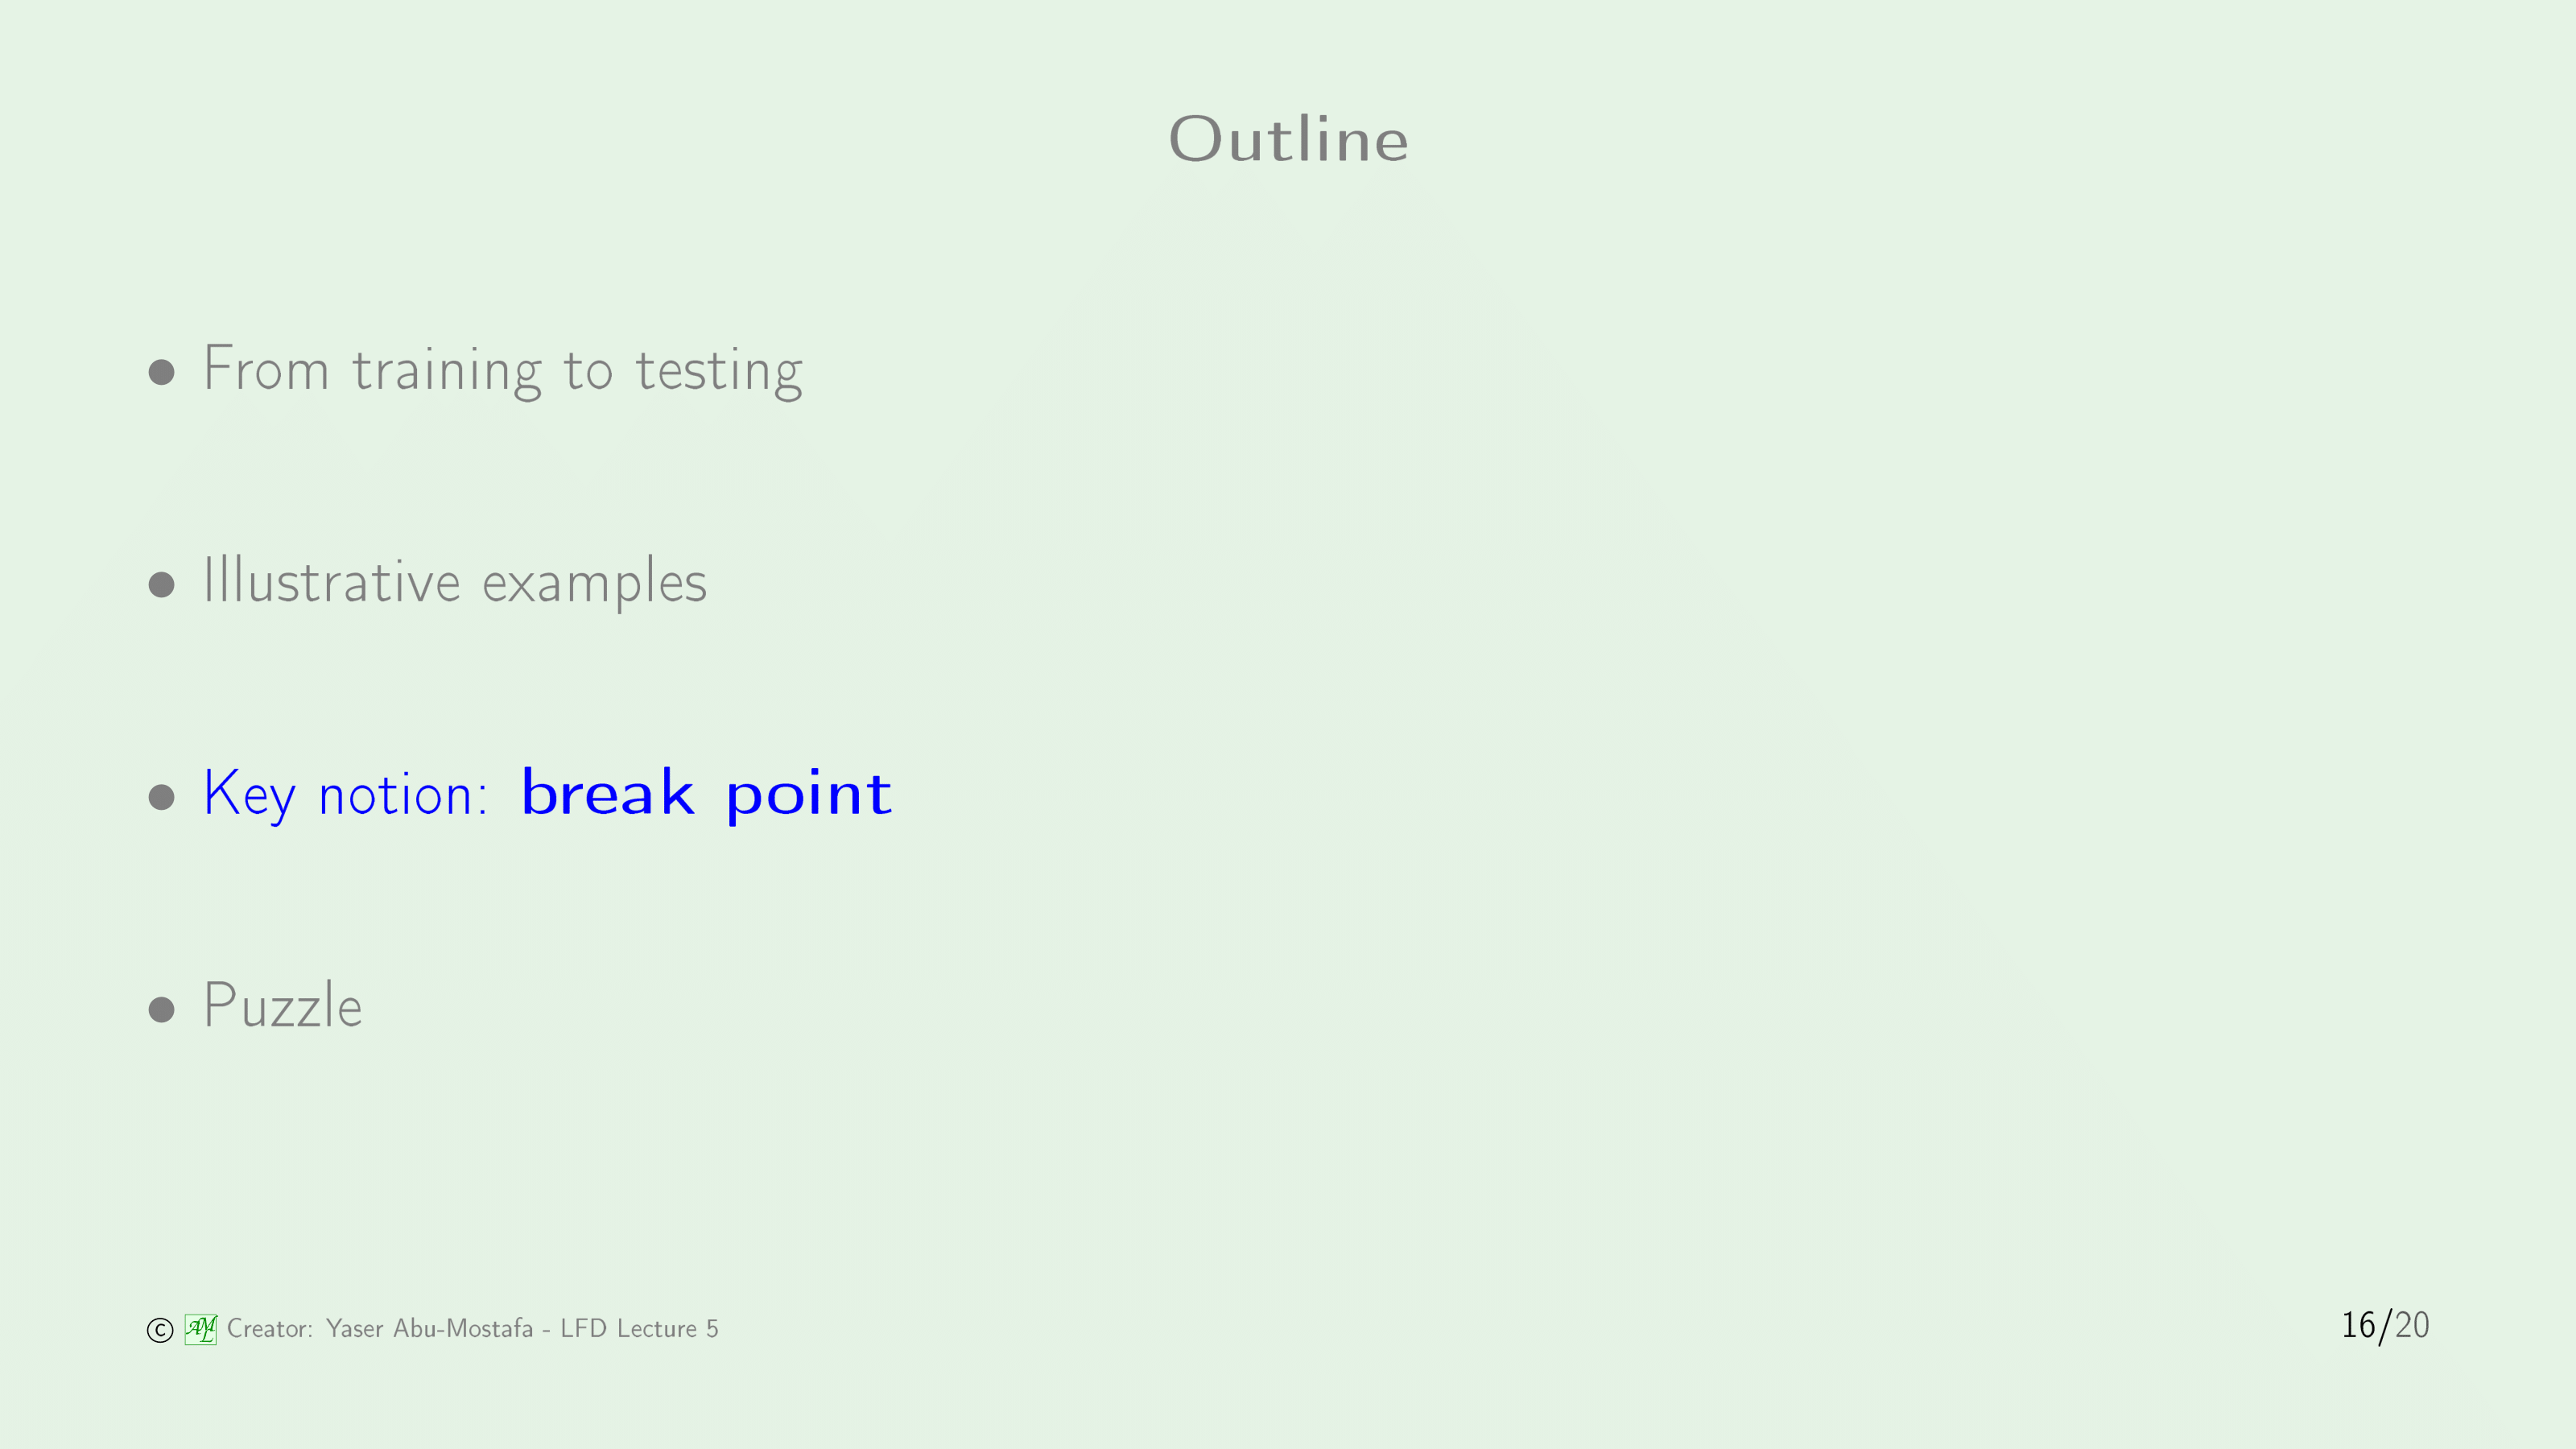 Outline
• From training to testing
• Illustrative examples
• Key notion: break point
• Puzzle
© AML Creator: Yaser Abu-Mostafa - LFD Lecture 5
16/20